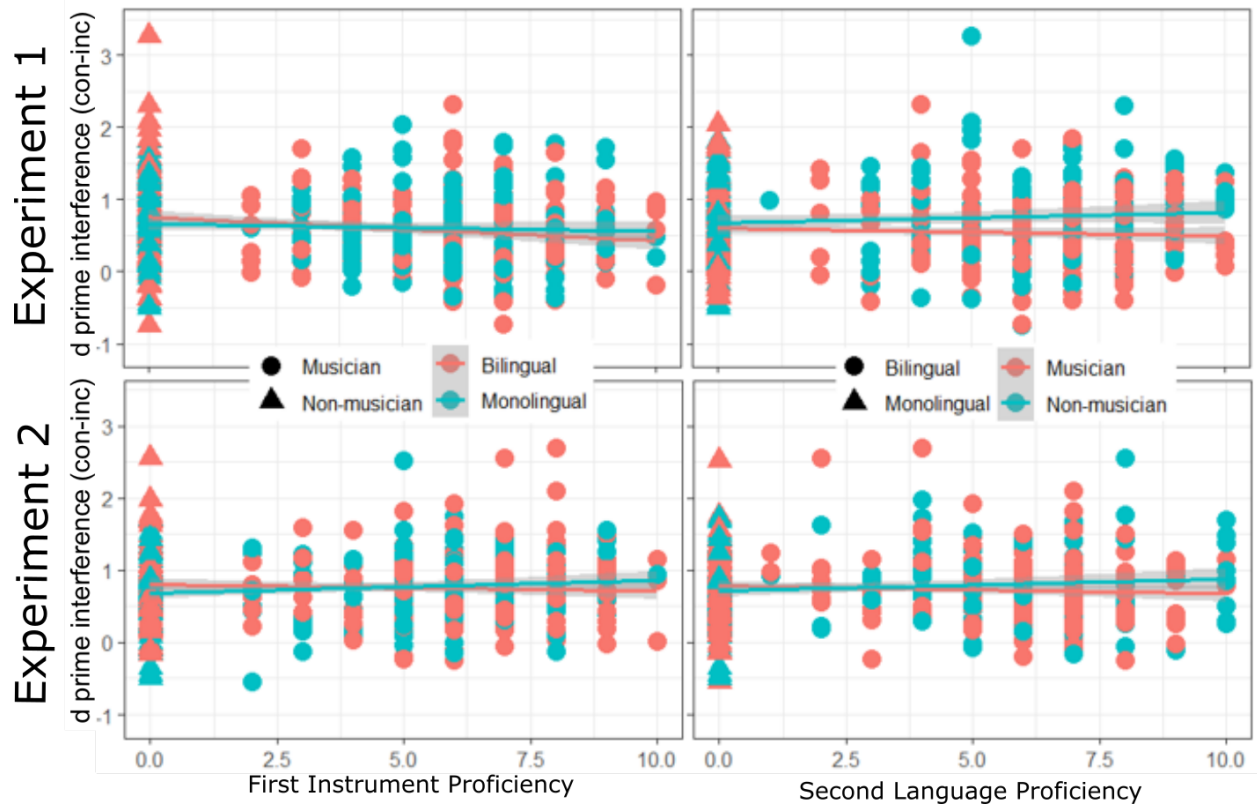 Experiment 1
d prime interference (con-inc)
3
2
1
0
-1
Musician
Non-musician
Bilingual
Monolingual
Bilingual
Monolingual
Musician
Non-musician
Experiment 2
d prime interference (con-inc)
3
2
1
0
-1
0.0 2.5 5.0 7.5 10.0
First Instrument Proficiency
0.0 2.5 5.0 7.5 10.0
Second Language Proficiency